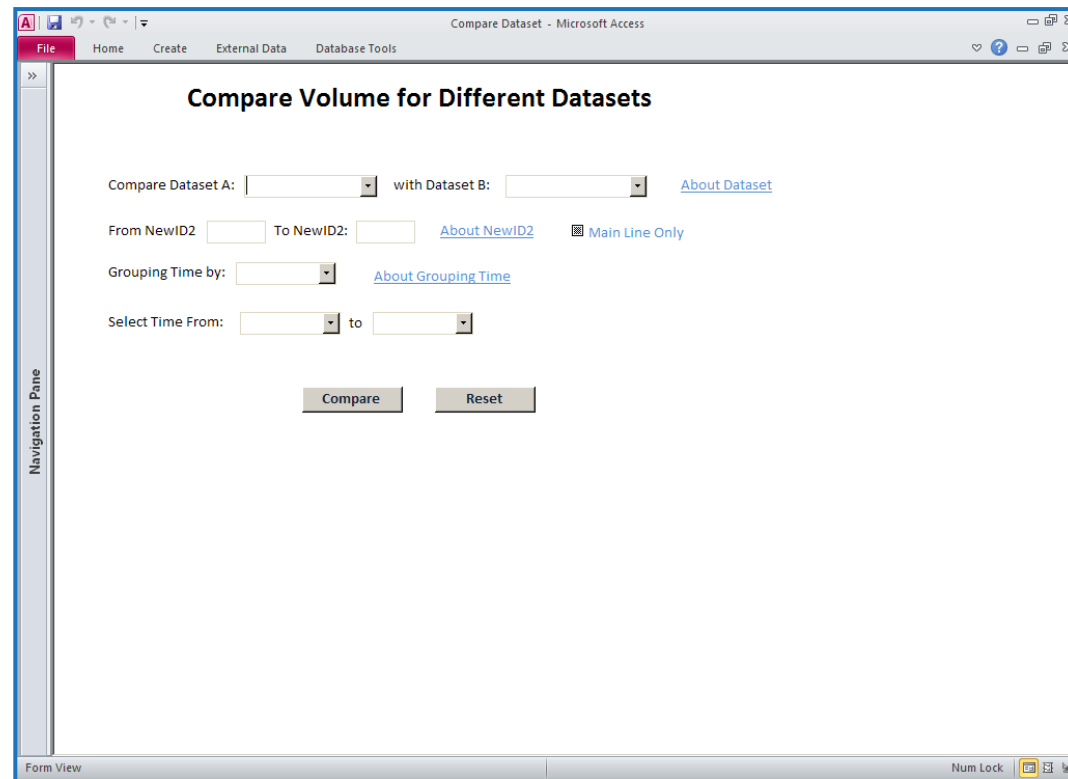 Compare Dataset - Microsoft Access
File Home Create External Data Database Tools
Compare Volume for Different Datasets
Compare Dataset A: with Dataset B: About Dataset
From NewID2 To NewID2: About NewID2 Main Line Only
Grouping Time by: About Grouping Time
Select Time From: to
Compare Reset
Navigation Pane
Form View Num Lock